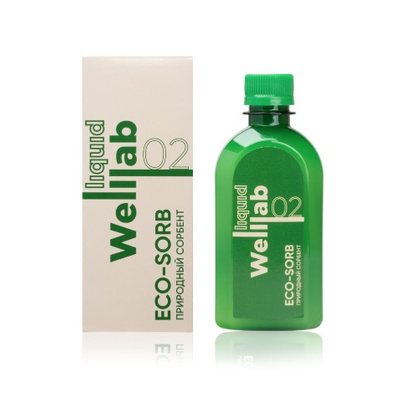 liquid
Welllab
02
ECO-SORB
ПРИРОДНЫЙ СОРБЕНТ
liquid
Welllab
02
ECO-SORB
ПРИРОДНЫЙ СОРБЕНТ